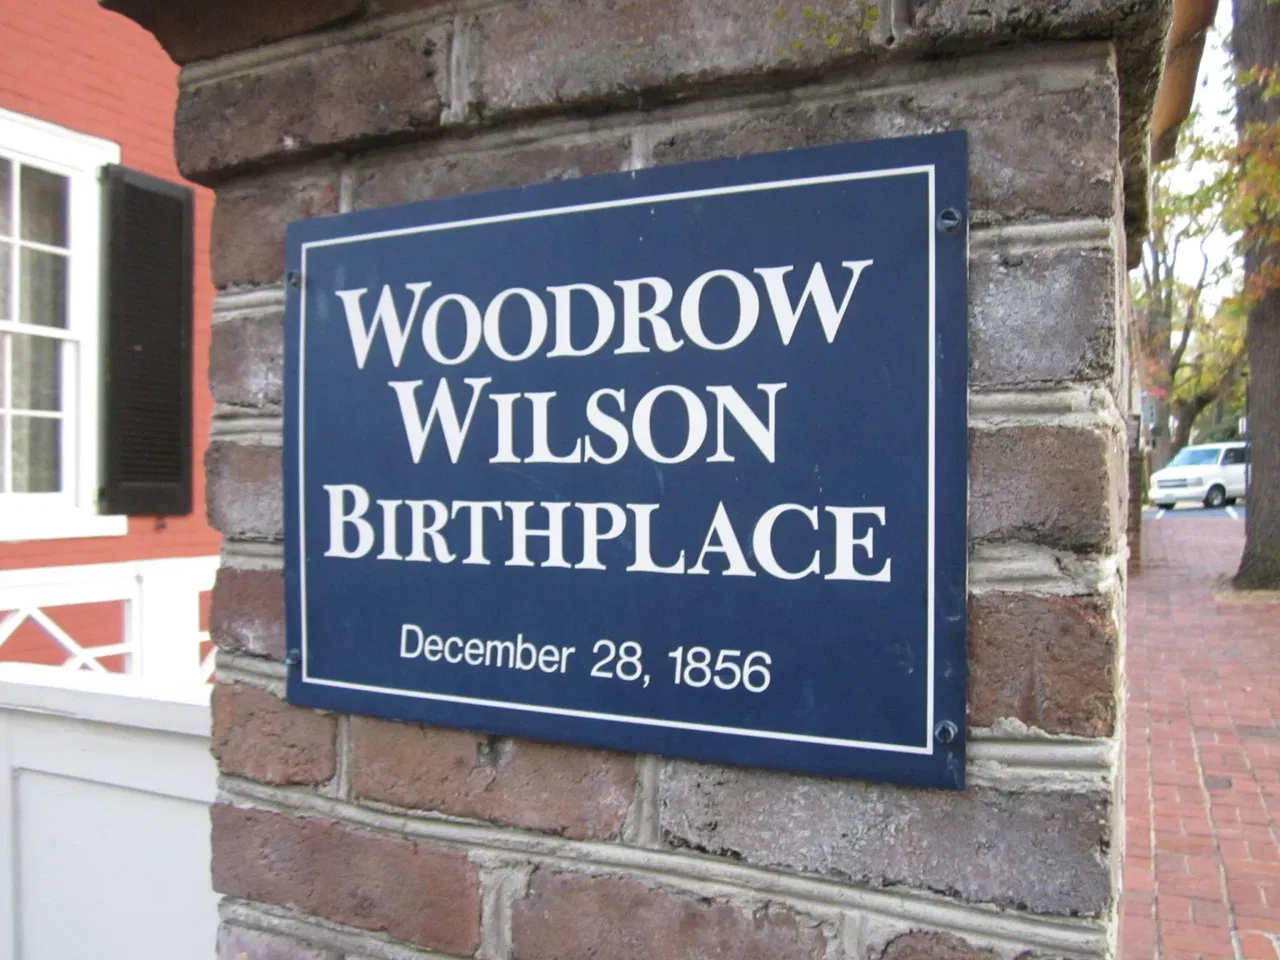 WOODROW
WILSON
BIRTHPLACE
December 28, 1856